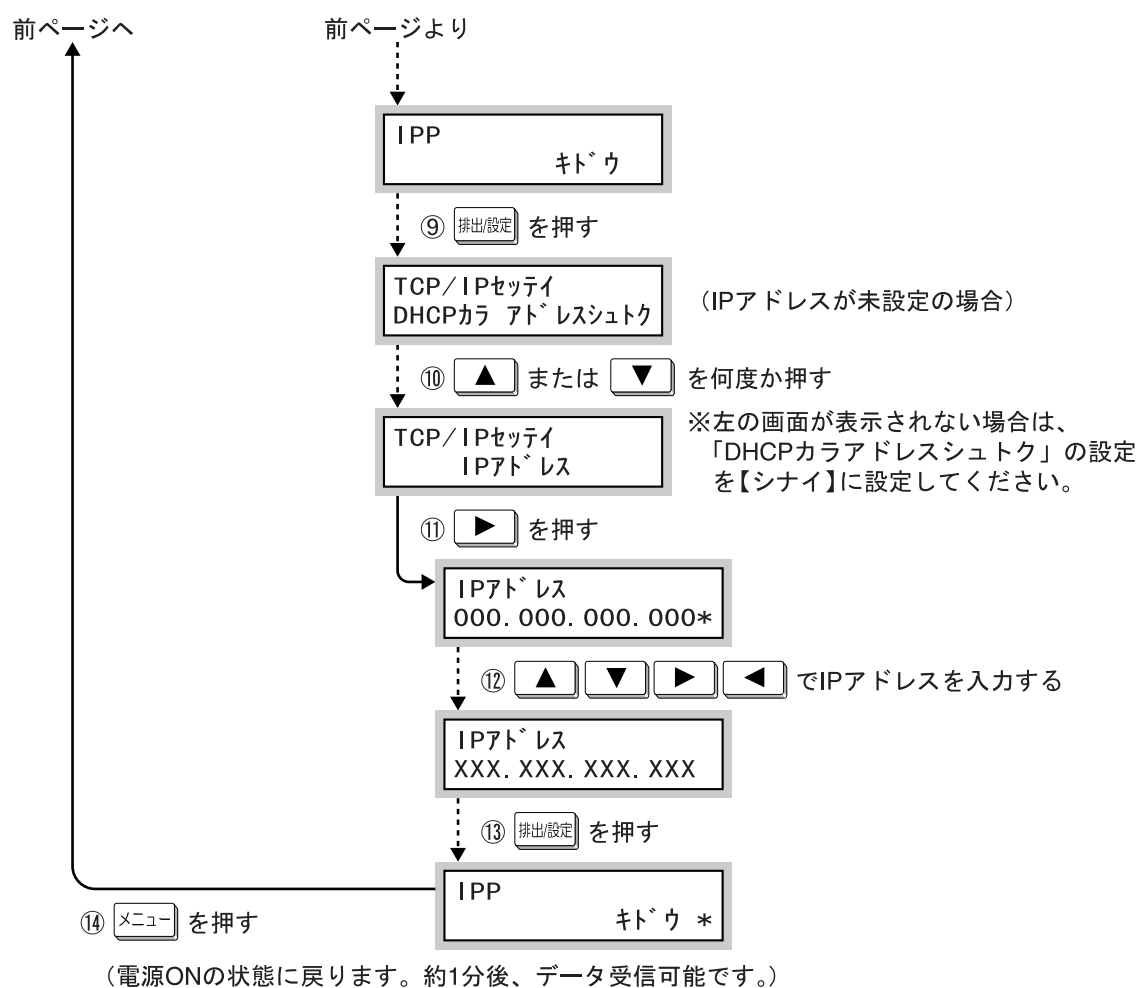 前ページへ
前ページより
IPP
ｷﾄﾞｳ
⑨ 排出/設定 を押す
TCP/IPｾｯﾃｲ
DHCPｶﾗ ｱﾄﾞﾚｽｼｭﾄｸ
（IPアドレスが未設定の場合）
⑩ ▲ または ▼ を何度か押す
TCP/IPｾｯﾃｲ
IPｱﾄﾞﾚｽ
※左の画面が表示されない場合は、
「DHCPカラアドレスシュトク」の設定
を【シナイ】に設定してください。
⑪ ▶ を押す
IPｱﾄﾞﾚｽ
000.000.000.000*
⑫ ▲ ▼ ▶ ◀ でIPアドレスを入力する
IPｱﾄﾞﾚｽ
XXX.XXX.XXX.XXX
⑬ 排出/設定 を押す
IPP
ｷﾄﾞｳ *
⑭ メニュー を押す
（電源ONの状態に戻ります。約1分後、データ受信可能です。）